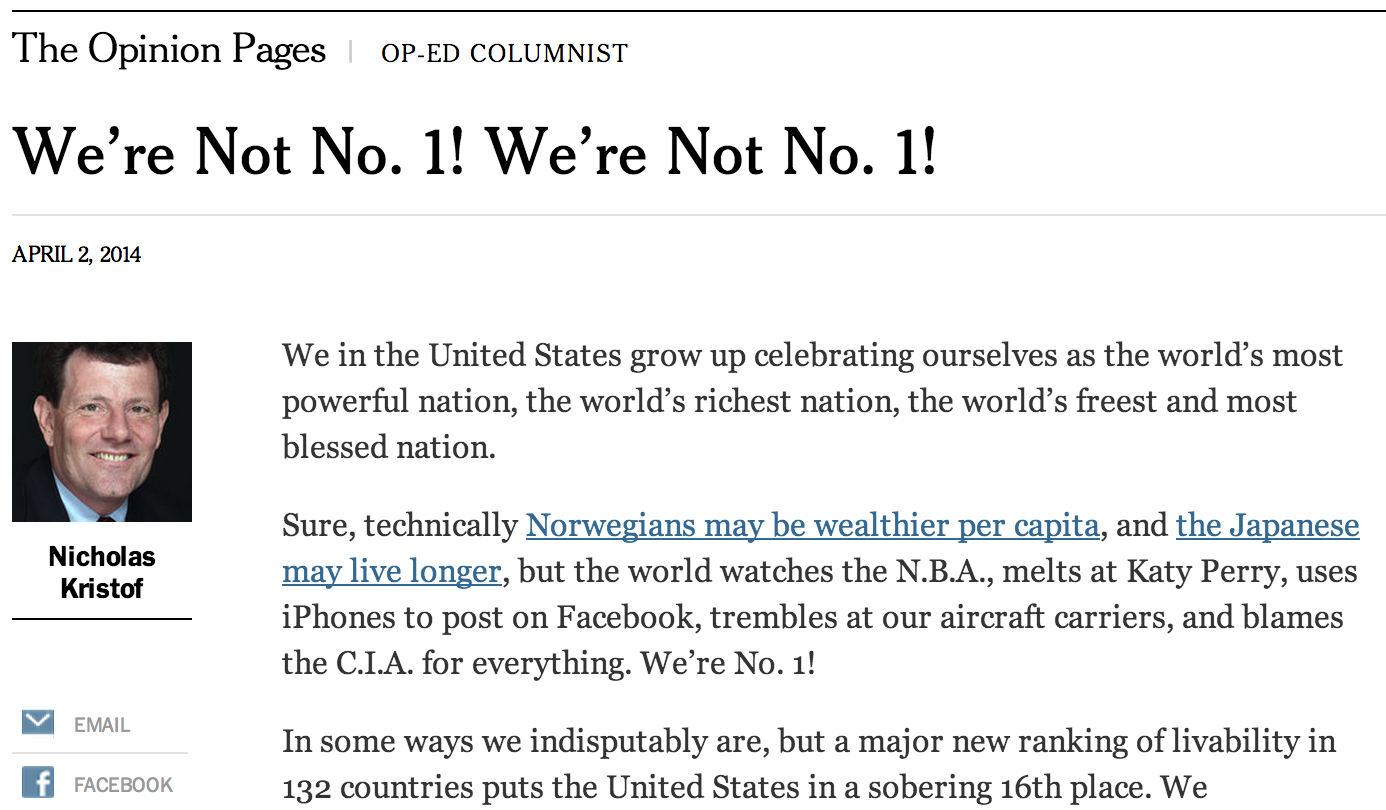 The Opinion Pages | OP-ED COLUMNIST
We're Not No. 1! We're Not No. 1!
APRIL 2, 2014
Nicholas
Kristof
EMAIL
FACEBOOK
We in the United States grow up celebrating ourselves as the world's most
powerful nation, the world's richest nation, the world's freest and most
blessed nation.
Sure, technically Norwegians may be wealthier per capita, and the Japanese
may live longer, but the world watches the N.B.A., melts at Katy Perry, uses
iPhones to post on Facebook, trembles at our aircraft carriers, and blames
the C.I.A. for everything. We're No. 1!
In some ways we indisputably are, but a major new ranking of livability in
132 countries puts the United States in a sobering 16th place. We